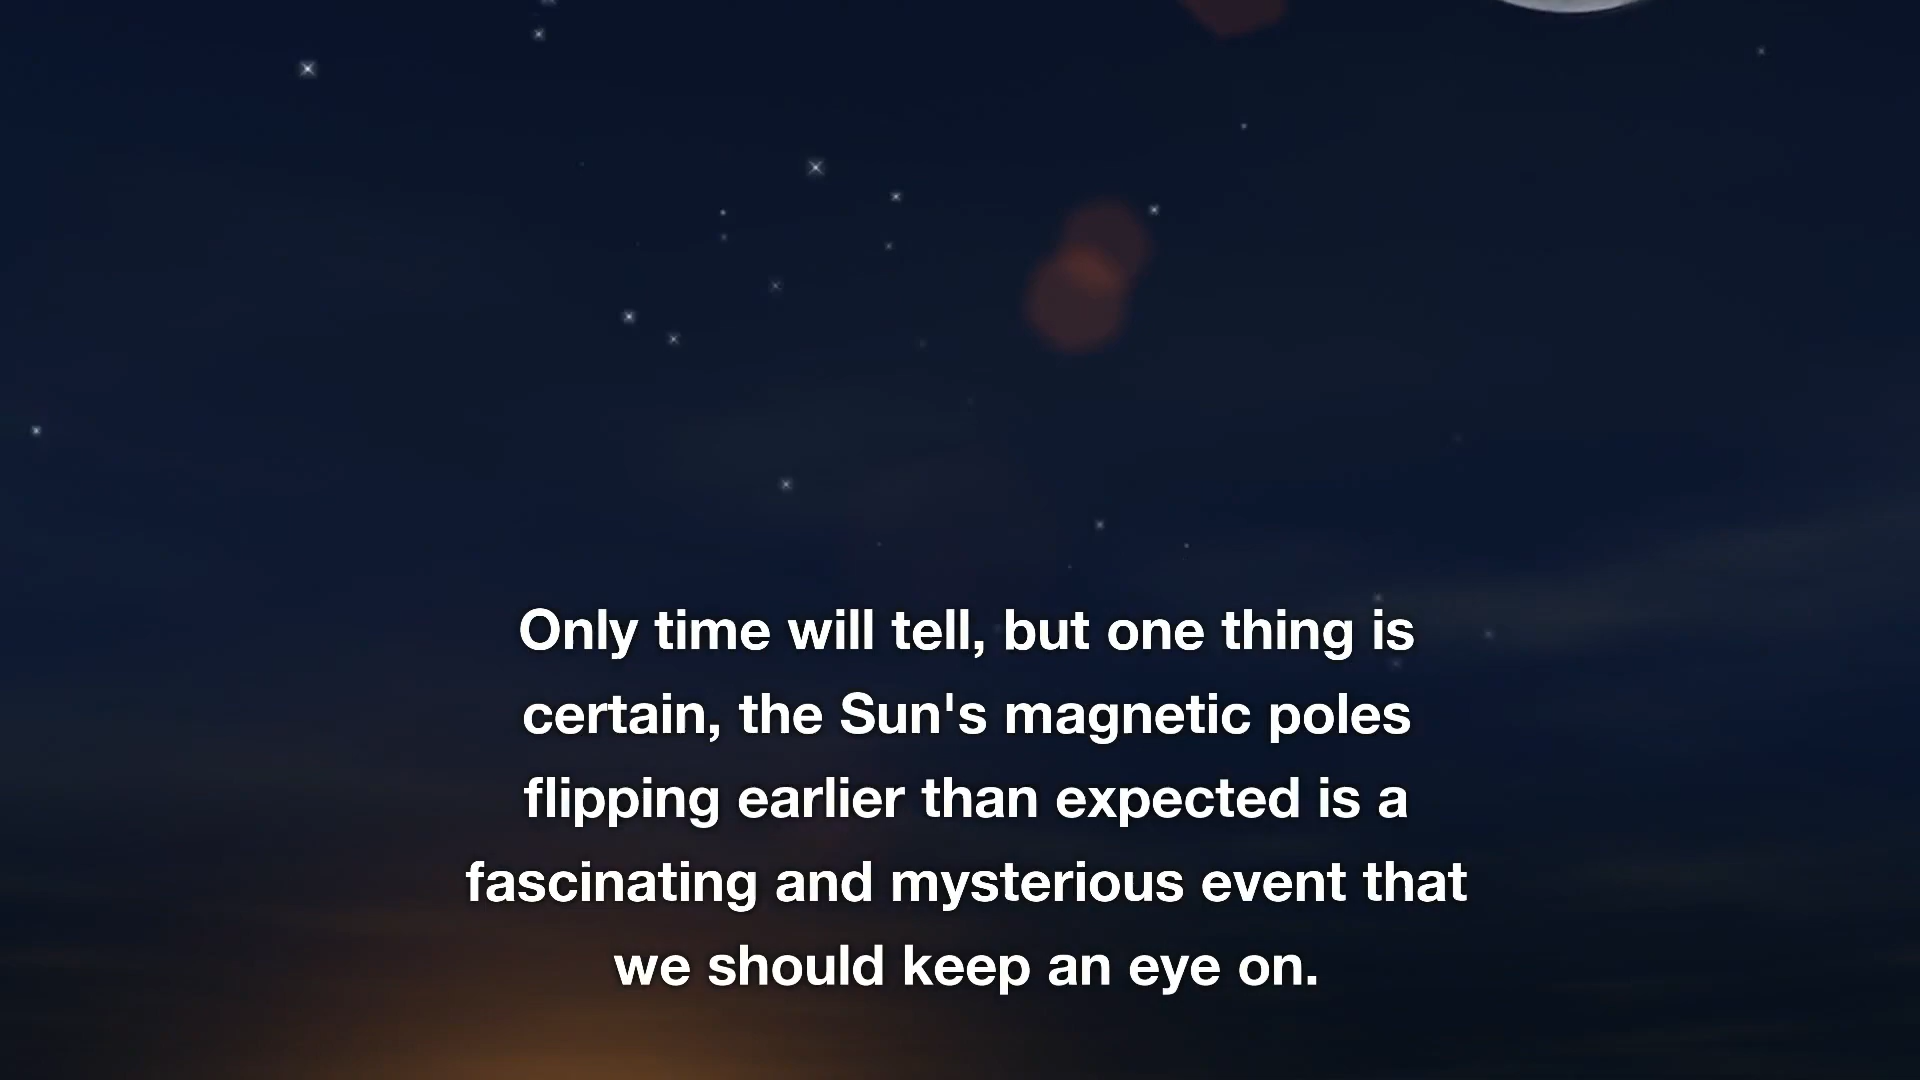 Only time will tell, but one thing is
certain, the Sun's magnetic poles
flipping earlier than expected is a
fascinating and mysterious event that
we should keep an eye on.